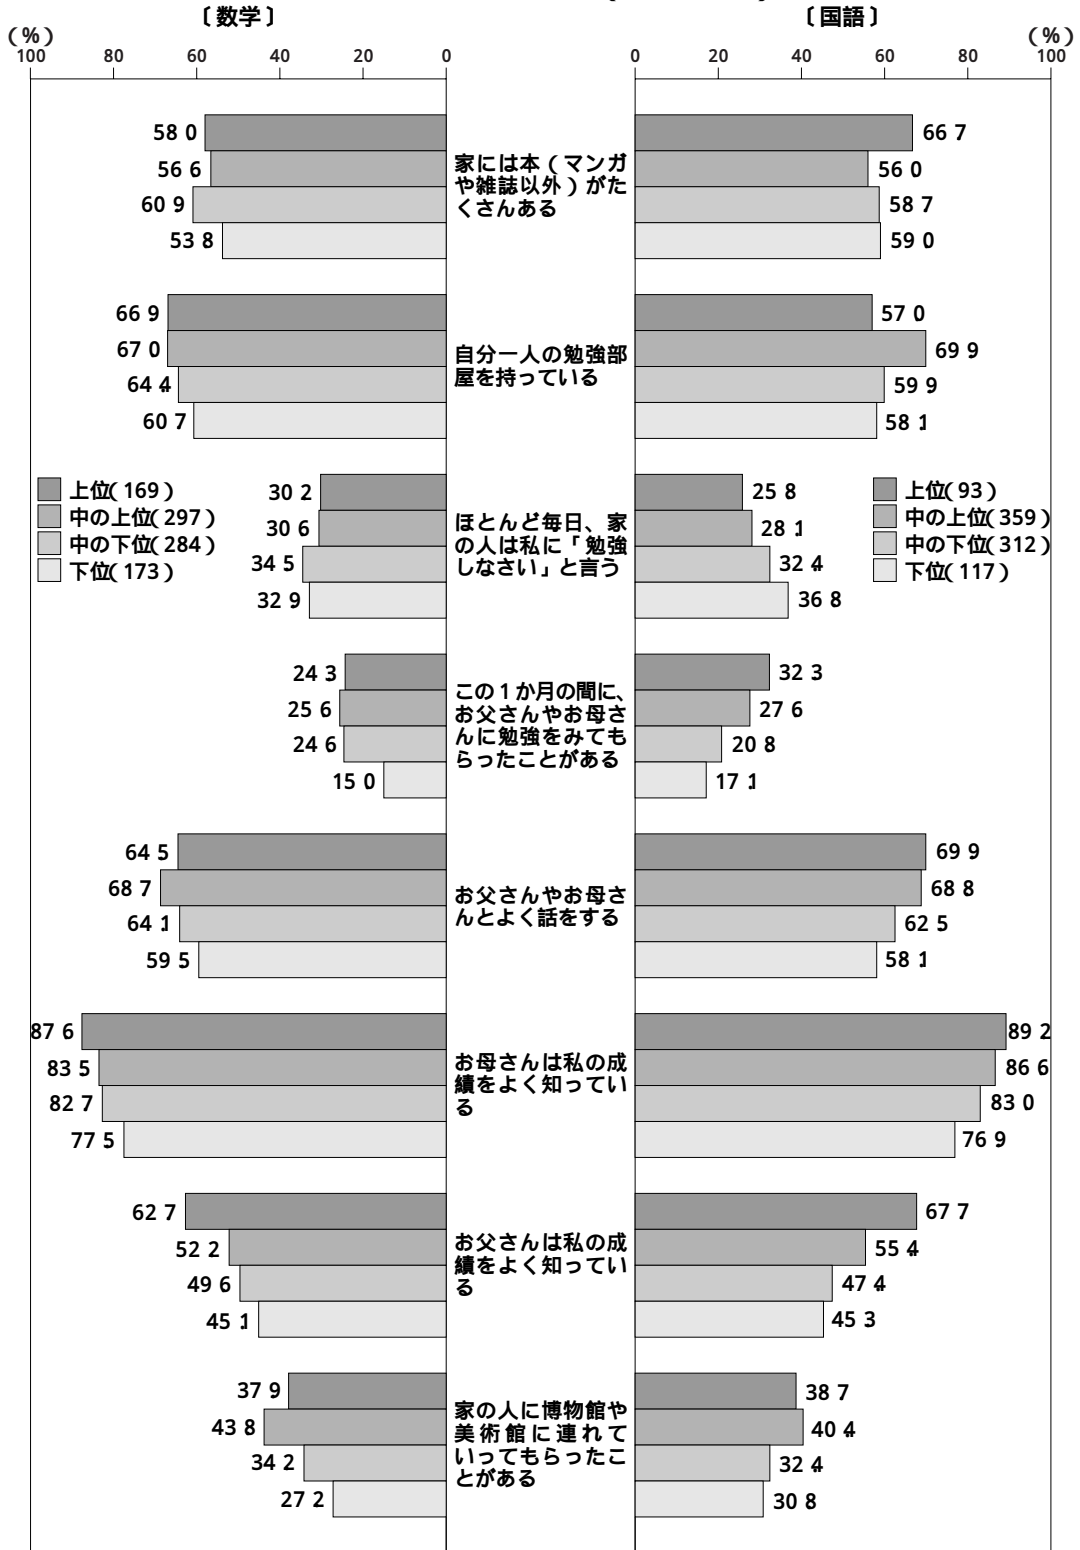 〔数学〕
〔国語〕
(%)
(%)
100 80 60 40 20 0
0 20 40 60 80 100
58.0
56.6
60.9
53.8
家には本(マンガ
や雑誌以外)がた
くさんある
66.7
56.0
58.7
59.0
66.9
67.0
64.4
60.7
自分一人の勉強部
屋を持っている
57.0
69.9
59.9
58.1
上位(169)
中の上位(297)
中の下位(284)
下位(173)
30.2
30.6
34.5
32.9
ほとんど毎日、家
の人は私に「勉強
しなさい」と言う
25.8
28.1
32.4
36.8
上位(93)
中の上位(359)
中の下位(312)
下位(117)
24.3
25.6
24.6
15.0
この1か月の間に、
お父さんやお母さ
んに勉強をみても
らったことがある
32.3
27.6
20.8
17.1
64.5
68.7
64.1
59.5
お父さんやお母さ
んとよく話をする
69.9
68.8
62.5
58.1
87.6
83.5
82.7
77.5
お母さんは私の成
績をよく知ってい
る
89.2
86.6
83.0
76.9
62.7
52.2
49.6
45.1
お父さんは私の成
績をよく知ってい
る
67.7
55.4
47.4
45.3
37.9
43.8
34.2
27.2
家の人に博物館や
美術館に連れて
いってもらったこ
とがある
38.7
40.4
32.4
30.8